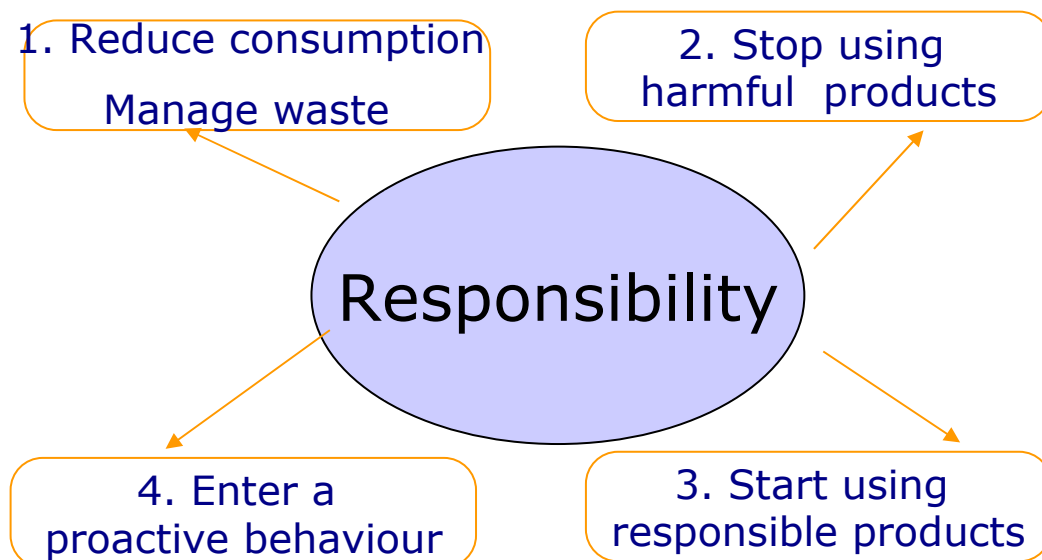 1. Reduce consumption
Manage waste
2. Stop using
harmful products
Responsibility
4. Enter a
proactive behaviour
3. Start using
responsible products